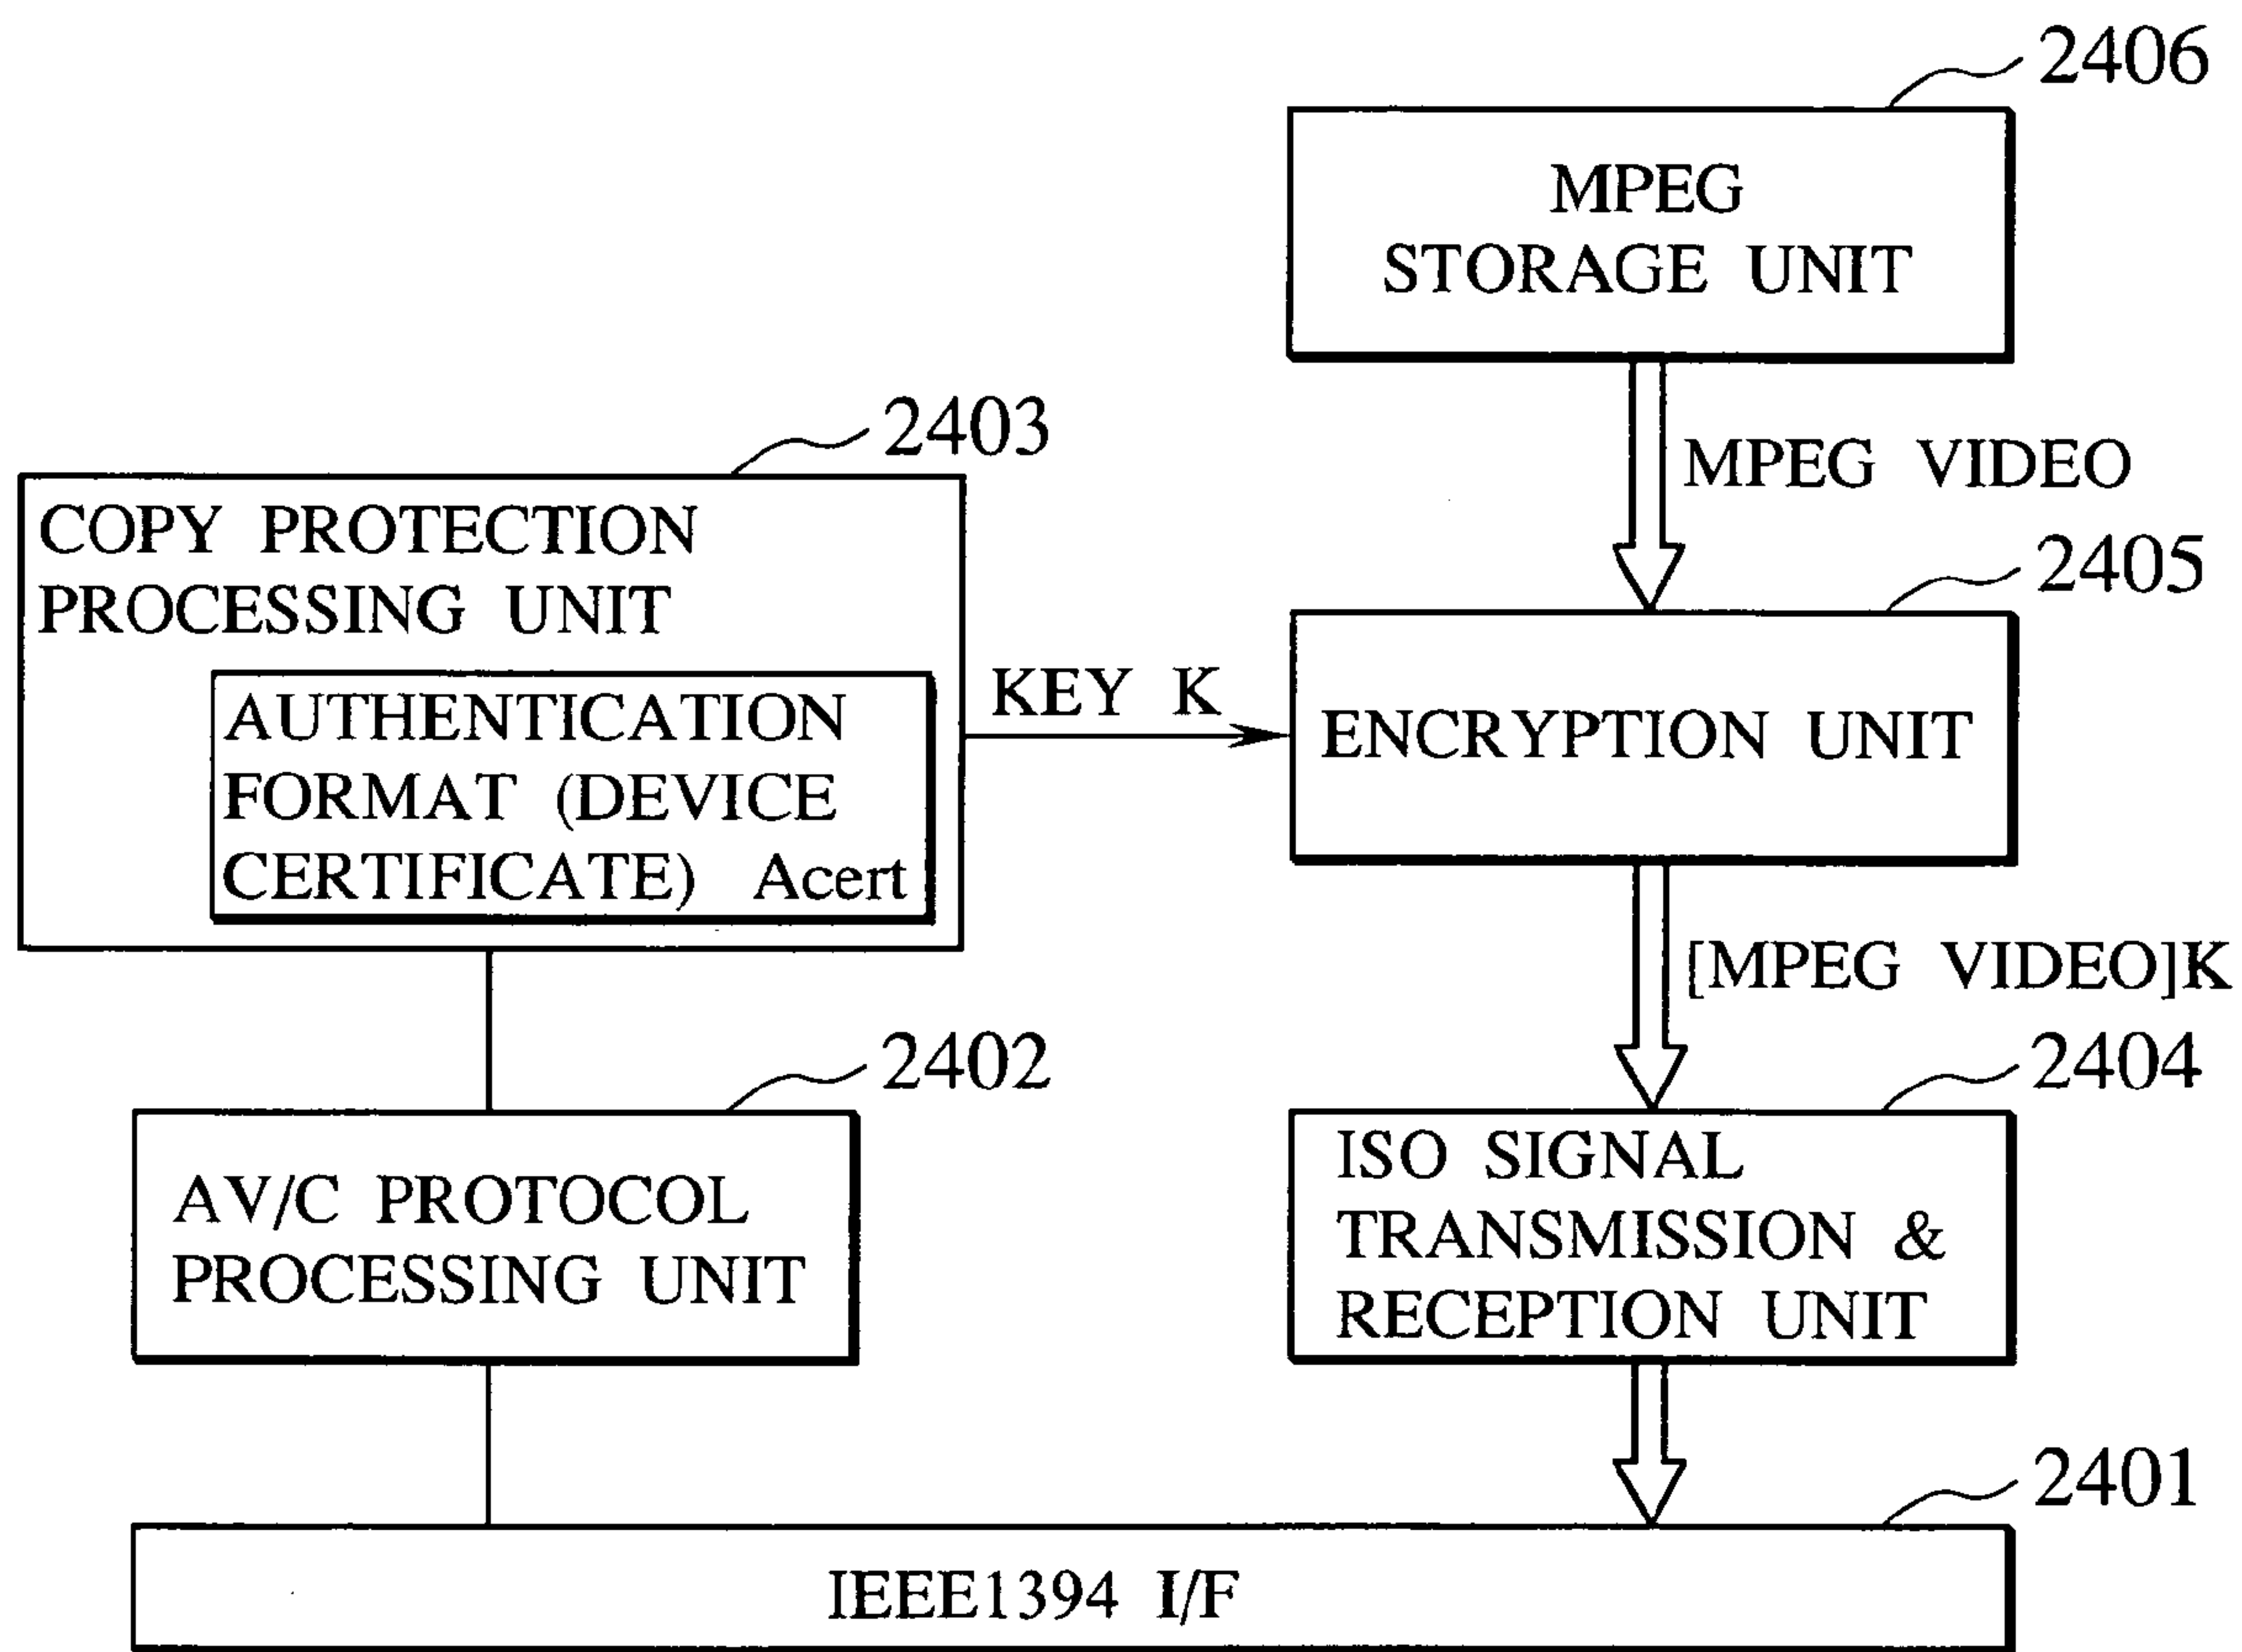 2406
MPEG
STORAGE UNIT
MPEG VIDEO
2403
COPY PROTECTION
PROCESSING UNIT
AUTHENTICATION
FORMAT (DEVICE
CERTIFICATE) Acert
KEY K
2405
ENCRYPTION UNIT
[MPEG VIDEO]K
2402
AV/C PROTOCOL
PROCESSING UNIT
2404
ISO SIGNAL
TRANSMISSION &
RECEPTION UNIT
2401
IEEE1394 I/F